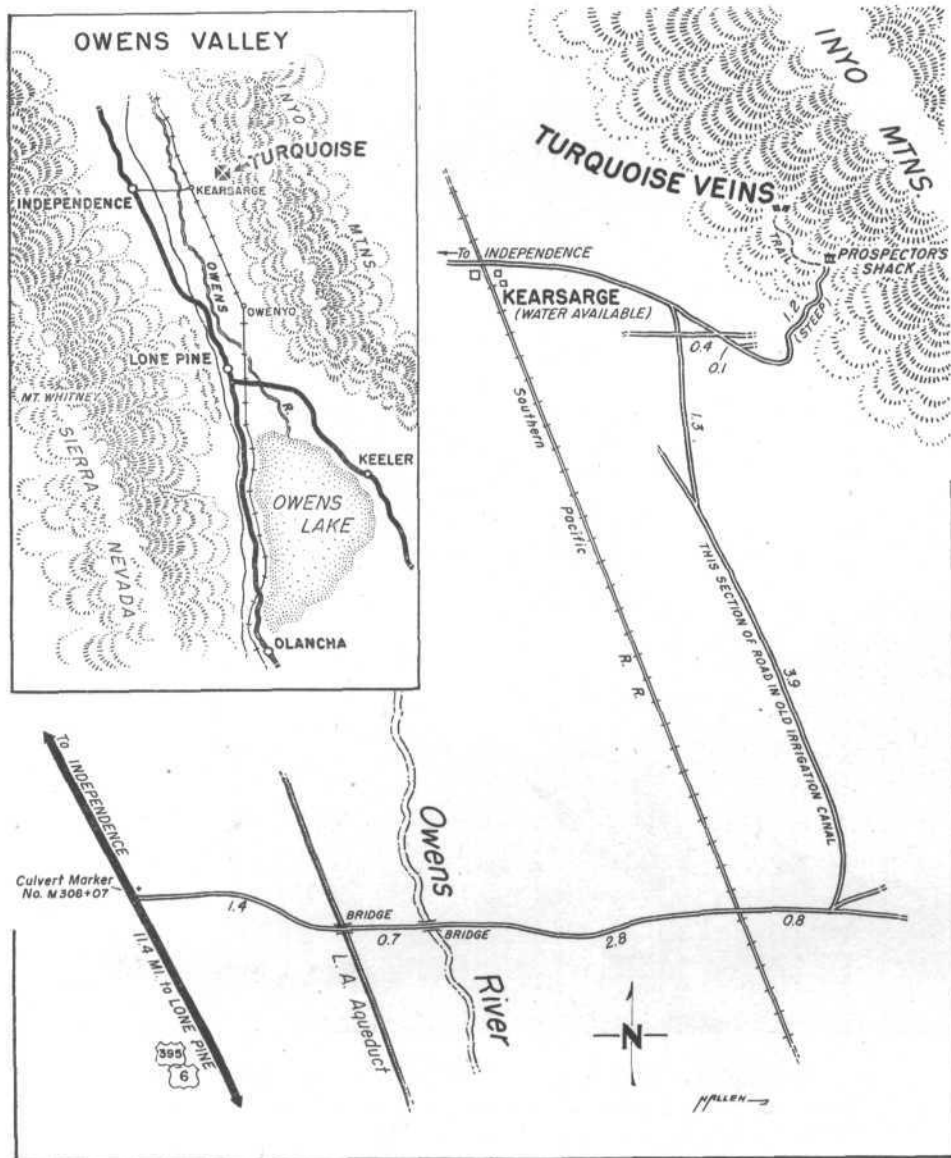 OWENS VALLEY
INYO
MTNS
TURQUOISE
KEARSARGE
INDEPENDENCE
OWENS
R.
OWENYO
LONE PINE
MT. WHITNEY
SIERRA
NEVADA
KEELER
OWENS
LAKE
OLANCHA
INYO
MTNS
TURQUOISE VEINS
TRAIL
PROSPECTOR'S
SHACK
To INDEPENDENCE
KEARSARGE
(WATER AVAILABLE)
1.2
(STEEP)
0.4
0.1
1.3
Southern
Pacific
R. R.
THIS SECTION OF ROAD IN OLD IRRIGATION CANAL
3.9
To INDEPENDENCE
Culvert Marker
No. M306+07
11.4 MI. to LONE PINE
395
6
1.4
BRIDGE
0.7
BRIDGE
2.8
0.8
L. A. Aqueduct
Owens
River
N
HALLEN